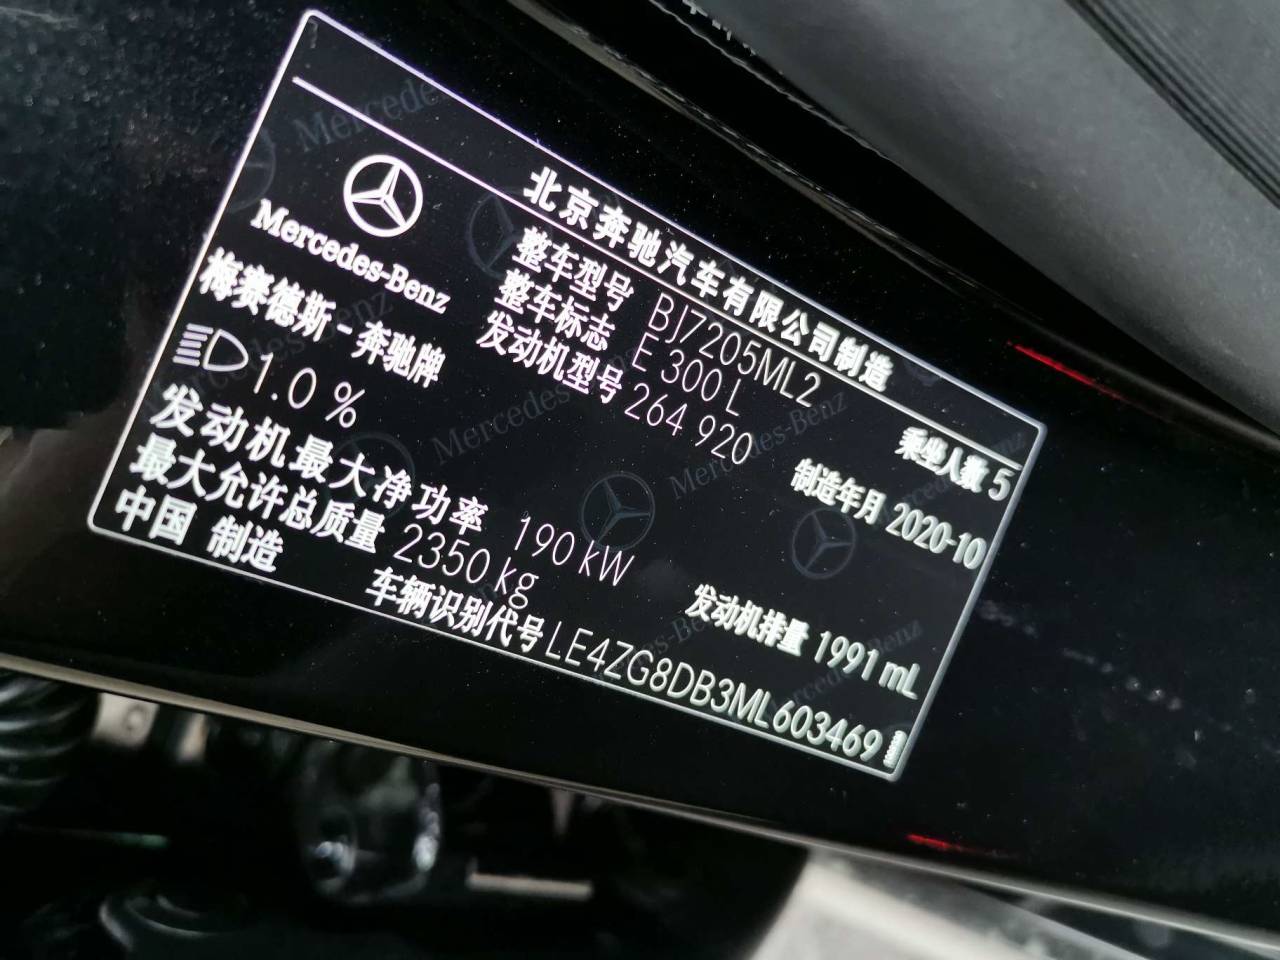 北京奔驰汽车有限公司制造
Mercedes-Benz
梅赛德斯-奔驰牌
整车型号 BJ7205ML2
整车标志 E 300 L
乘坐人数 5
发动机型号 264 920
制造年月 2020-10
1.0 %
发动机最大净功率 190 kW
发动机排量 1991 mL
最大允许总质量 2350 kg
中国 制造
车辆识别代号 LE4ZG8DB3ML603469